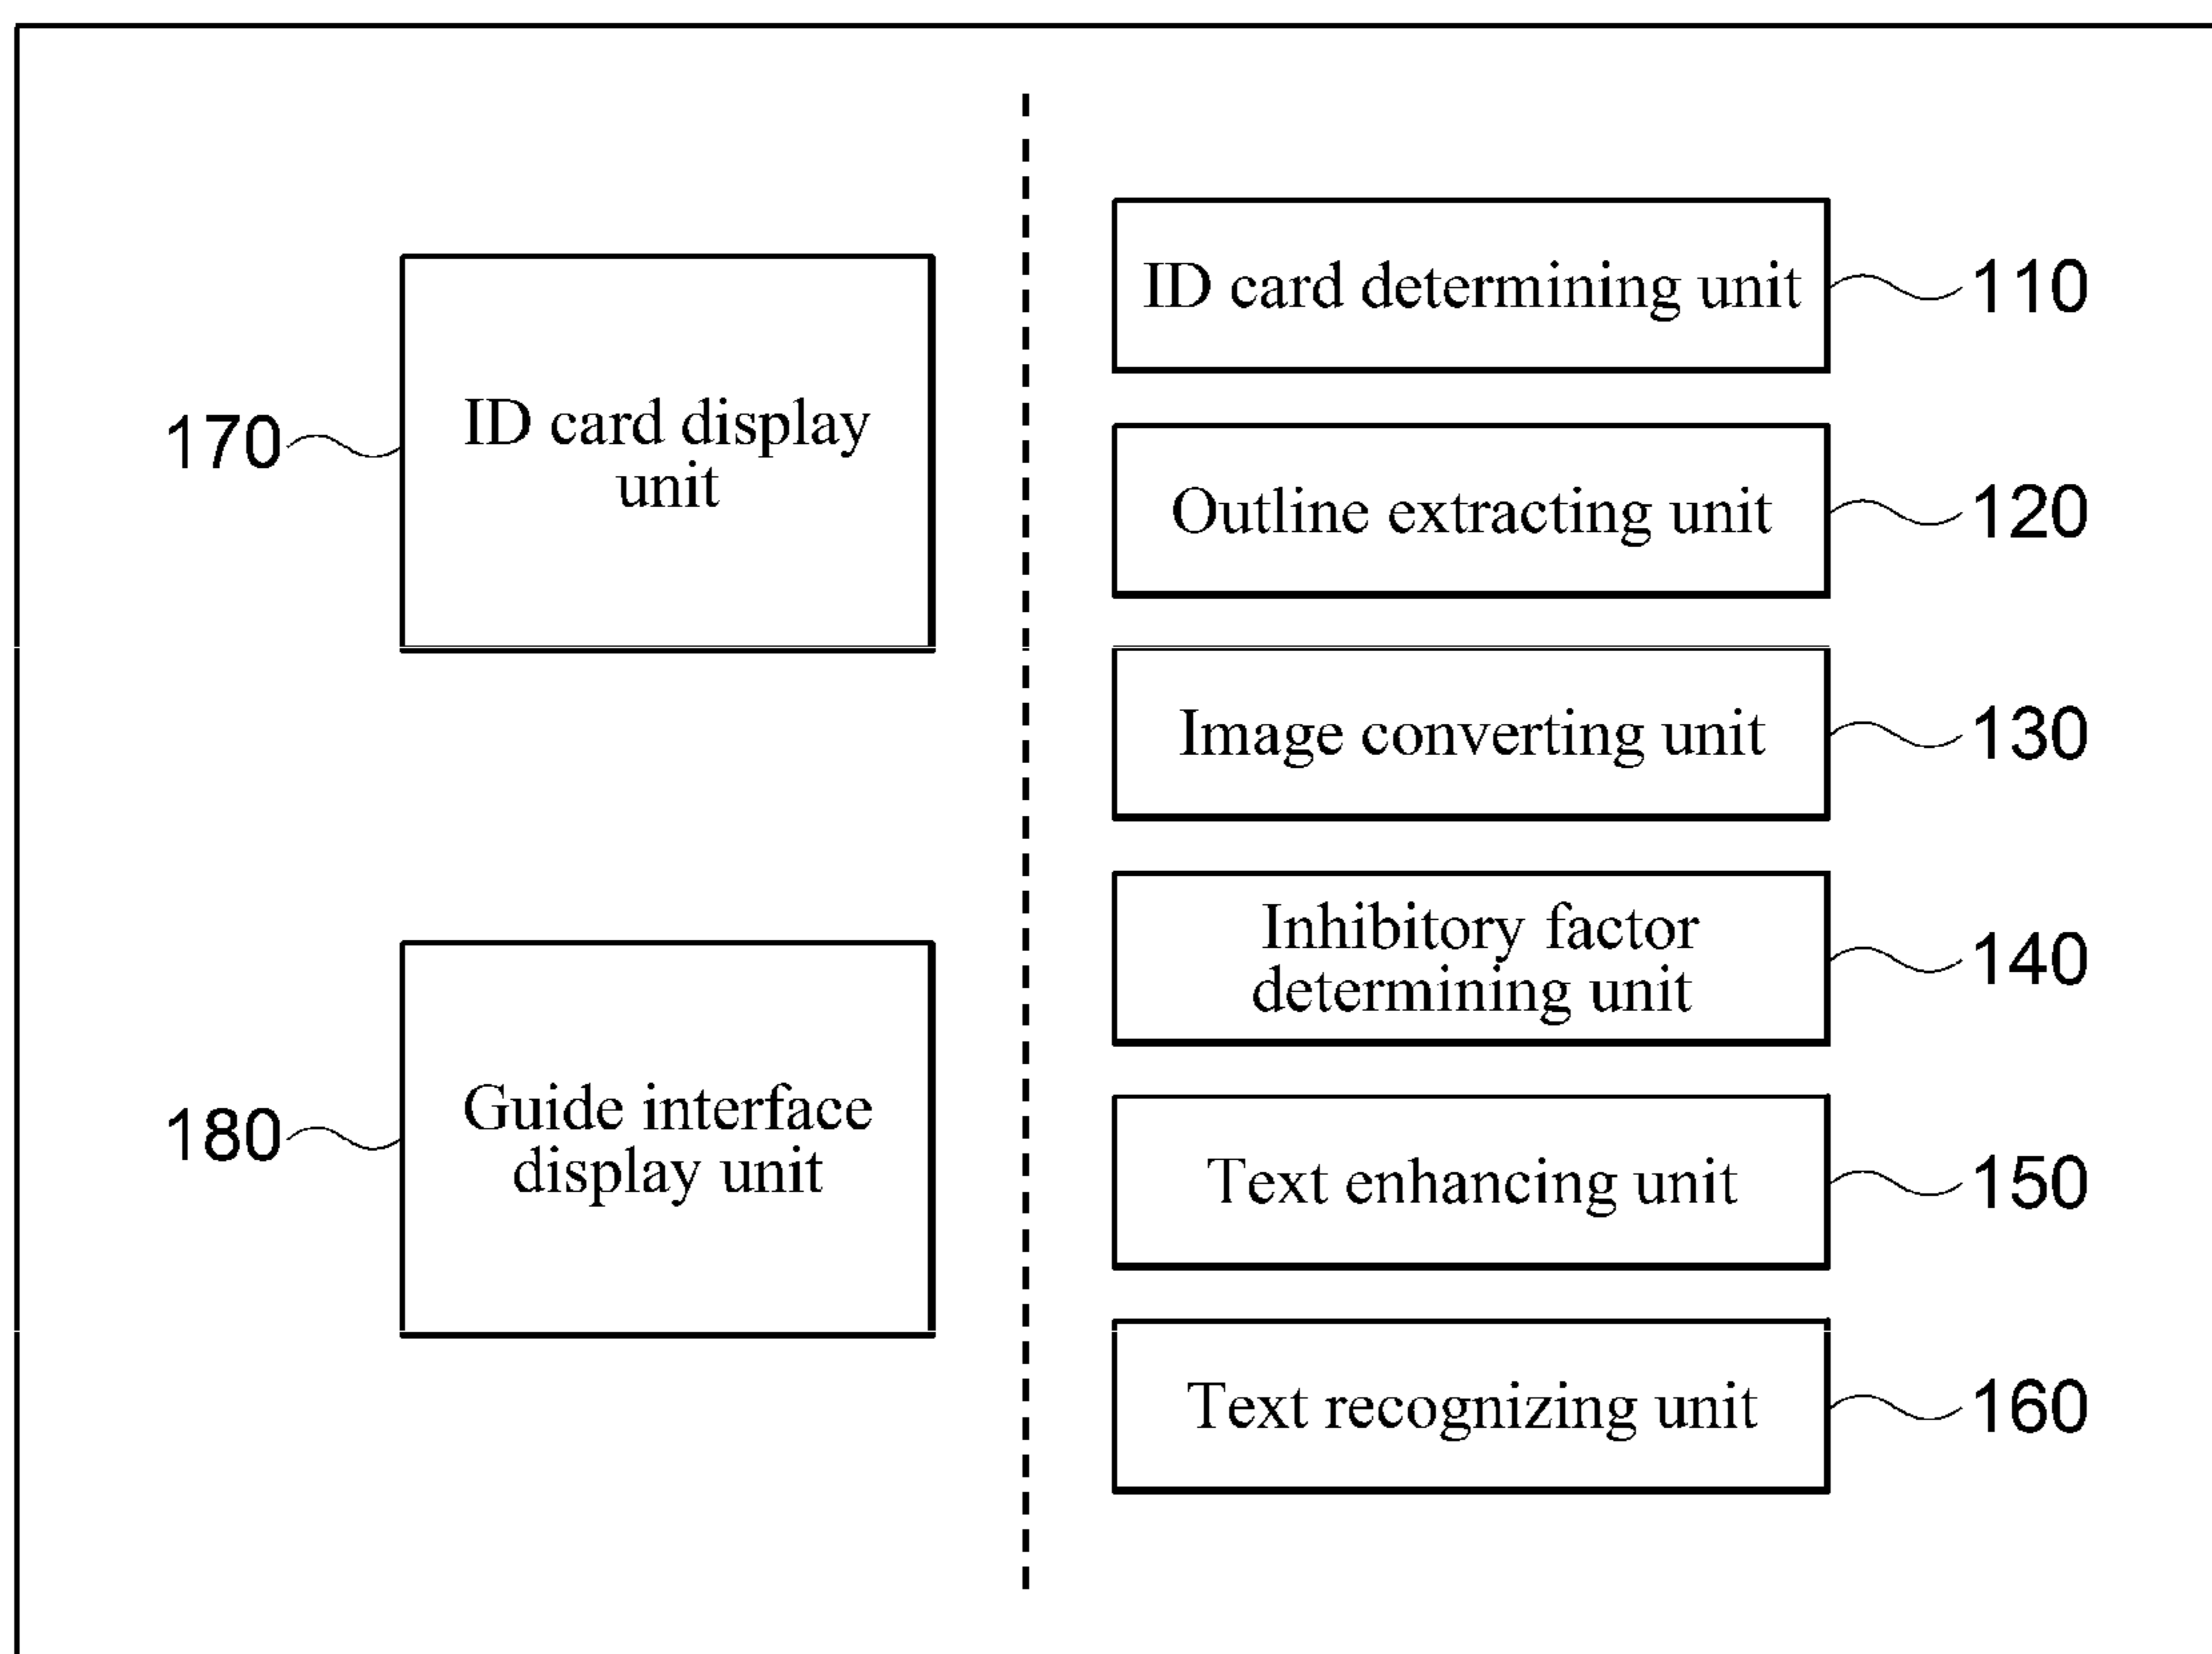 170
ID card display
unit
180
Guide interface
display unit
ID card determining unit
110
Outline extracting unit
120
Image converting unit
130
Inhibitory factor
determining unit
140
Text enhancing unit
150
Text recognizing unit
160